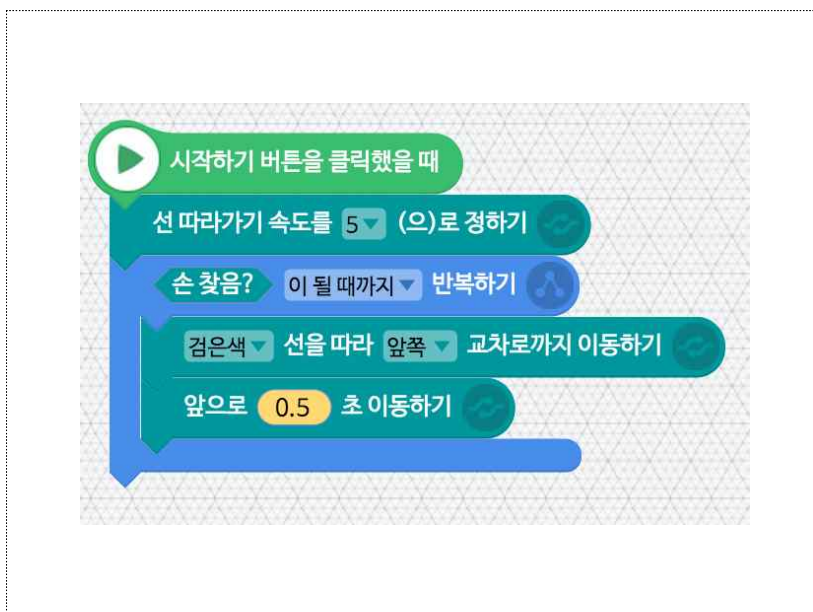 시작하기 버튼을 클릭했을 때
선 따라가기 속도를 5 (으)로 정하기
손 찾음? 이 될 때까지 반복하기
검은색 선을 따라 앞쪽 교차로까지 이동하기
앞으로 0.5 초 이동하기